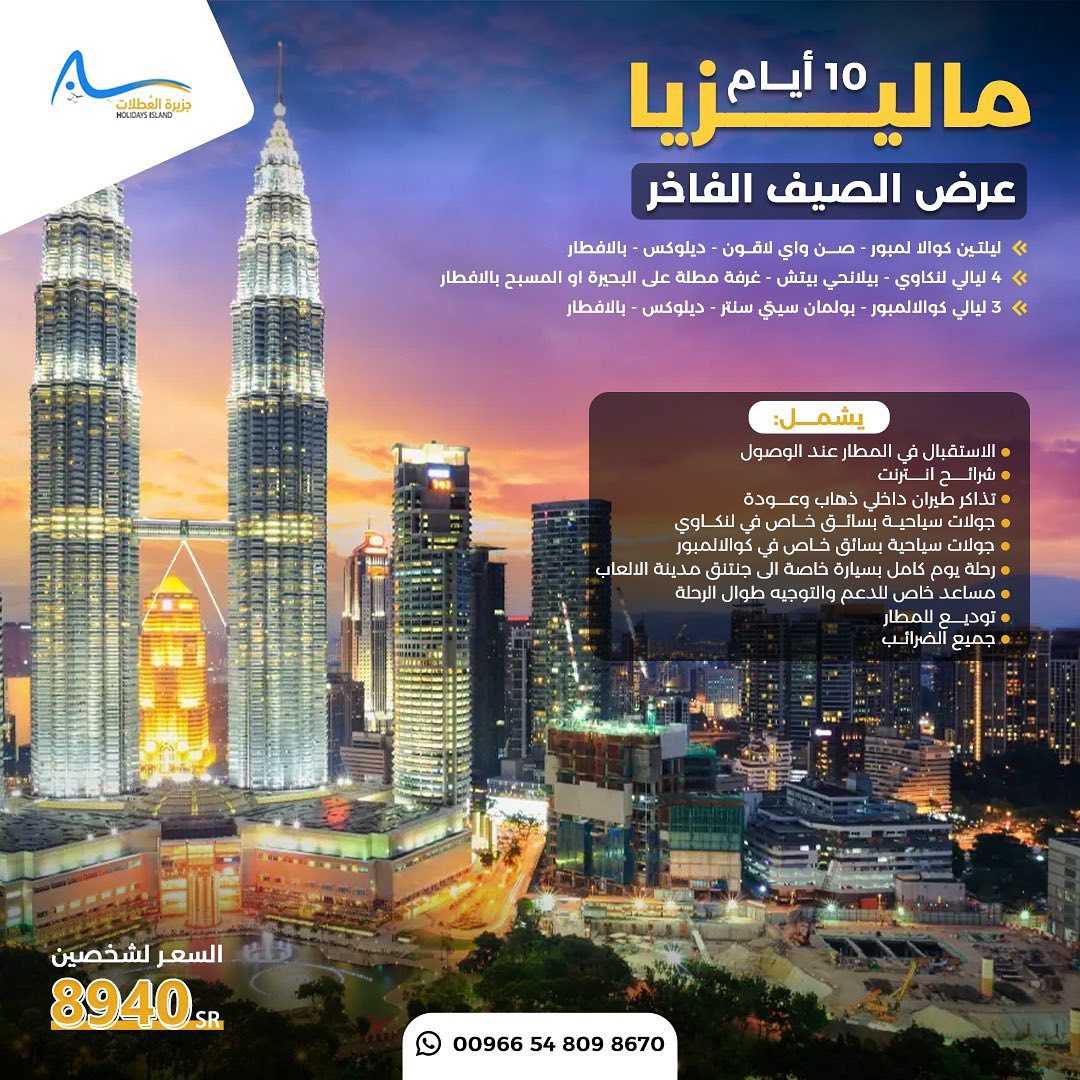 جزيرة العُطلات
HOLIDAYS ISLAND
ماليزيا
10 أيام
عرض الصيف الفاخر
ليلتين كوالا لمبور - صن واي لاقون - ديلوكس - بالافطار
4 ليالي لنكاوي - بيلانجي بيتش - غرفة مطلة على البحيرة او المسبح بالافطار
3 ليالي كوالالمبور - بولمان سيتي سنتر - ديلوكس - بالافطار
يشمل:
الاستقبال في المطار عند الوصول
شرائح انترنت
تذاكر طيران داخلي ذهاب وعودة
جولات سياحية بسائق خاص في لنكاوي
جولات سياحية بسائق خاص في كوالالمبور
رحلة يوم كامل بسيارة خاصة الى جنتنق مدينة الالعاب
مساعد خاص للدعم والتوجيه طوال الرحلة
توديع للمطار
جميع الضرائب
السعر لشخصين
8940 SR
00966 54 809 8670